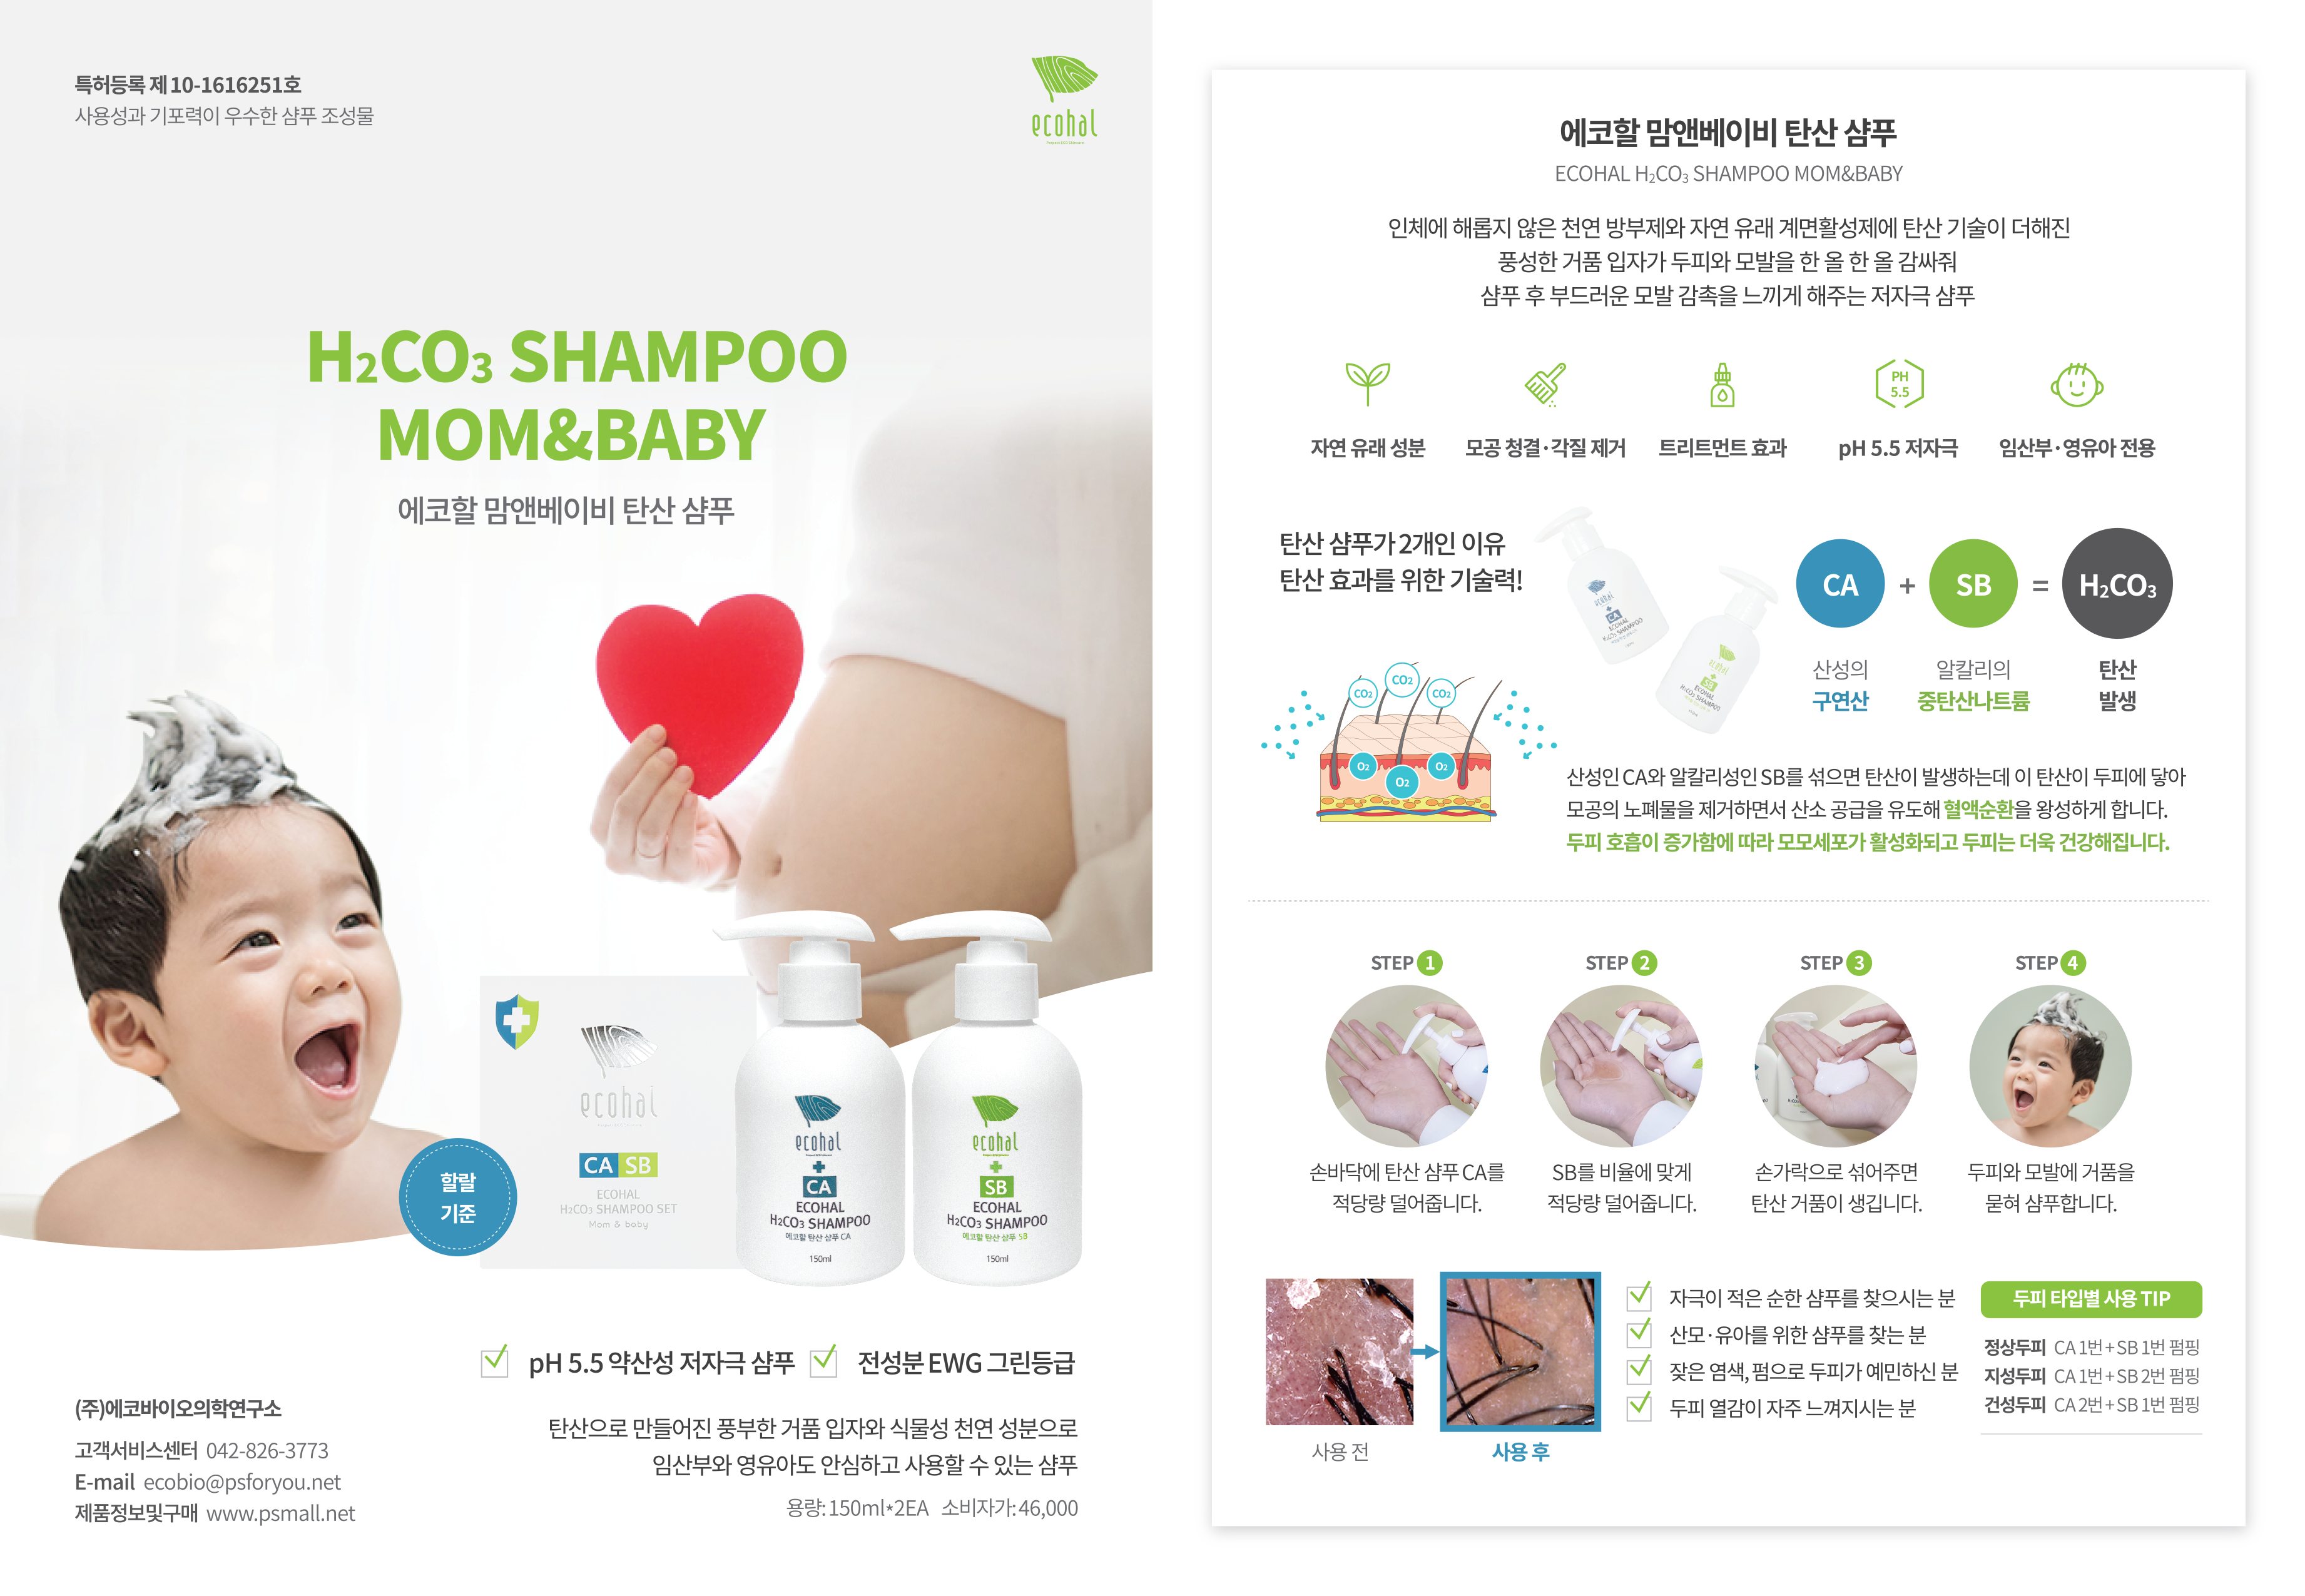 특허등록 제 10-1616251호
사용성과 기포력이 우수한 샴푸 조성물
ecohal
H₂CO₃ SHAMPOO
MOM&BABY
에코할 맘앤베이비 탄산 샴푸
ecohal
CA SB
ECOHAL
H₂CO₃ SHAMPOO SET
Mom & baby
할랄
기준
ecohal
CA
ECOHAL
H₂CO₃ SHAMPOO
에코할 탄산 샴푸 CA
150ml
ecohal
SB
ECOHAL
H₂CO₃ SHAMPOO
에코할 탄산 샴푸 SB
150ml
pH 5.5 약산성 저자극 샴푸
전성분 EWG 그린등급
탄산으로 만들어진 풍부한 거품 입자와 식물성 천연 성분으로
임산부와 영유아도 안심하고 사용할 수 있는 샴푸
용량: 150ml*2EA 소비자가: 46,000
(주)에코바이오의학연구소
고객서비스센터 042-826-3773
E-mail ecobio@psforyou.net
제품정보및구매 www.psmall.net
에코할 맘앤베이비 탄산 샴푸
ECOHAL H₂CO₃ SHAMPOO MOM&BABY
인체에 해롭지 않은 천연 방부제와 자연 유래 계면활성제에 탄산 기술이 더해진
풍성한 거품 입자가 두피와 모발을 한 올 한 올 감싸줘
샴푸 후 부드러운 모발 감촉을 느끼게 해주는 저자극 샴푸
PH
5.5
자연 유래 성분
모공 청결·각질 제거
트리트먼트 효과
pH 5.5 저자극
임산부·영유아 전용
탄산 샴푸가 2개인 이유
탄산 효과를 위한 기술력!
ecohal
CA
ECOHAL
H₂CO₃ SHAMPOO
SB
ECOHAL
H₂CO₃ SHAMPOO
CA + SB = H₂CO₃
산성의
구연산
알칼리의
중탄산나트륨
탄산
발생
CO₂
CO₂
CO₂
O₂
O₂
O₂
산성인 CA와 알칼리성인 SB를 섞으면 탄산이 발생하는데 이 탄산이 두피에 닿아
모공의 노폐물을 제거하면서 산소 공급을 유도해 혈액순환을 왕성하게 합니다.
두피 호흡이 증가함에 따라 모모세포가 활성화되고 두피는 더욱 건강해집니다.
STEP 1
손바닥에 탄산 샴푸 CA를
적당량 덜어줍니다.
STEP 2
SB를 비율에 맞게
적당량 덜어줍니다.
STEP 3
손가락으로 섞어주면
탄산 거품이 생깁니다.
STEP 4
두피와 모발에 거품을
묻혀 샴푸합니다.
사용 전
사용 후
자극이 적은 순한 샴푸를 찾으시는 분
산모·유아를 위한 샴푸를 찾는 분
잦은 염색, 펌으로 두피가 예민하신 분
두피 열감이 자주 느껴지시는 분
두피 타입별 사용 TIP
정상두피 CA 1번 + SB 1번 펌핑
지성두피 CA 1번 + SB 2번 펌핑
건성두피 CA 2번 + SB 1번 펌핑